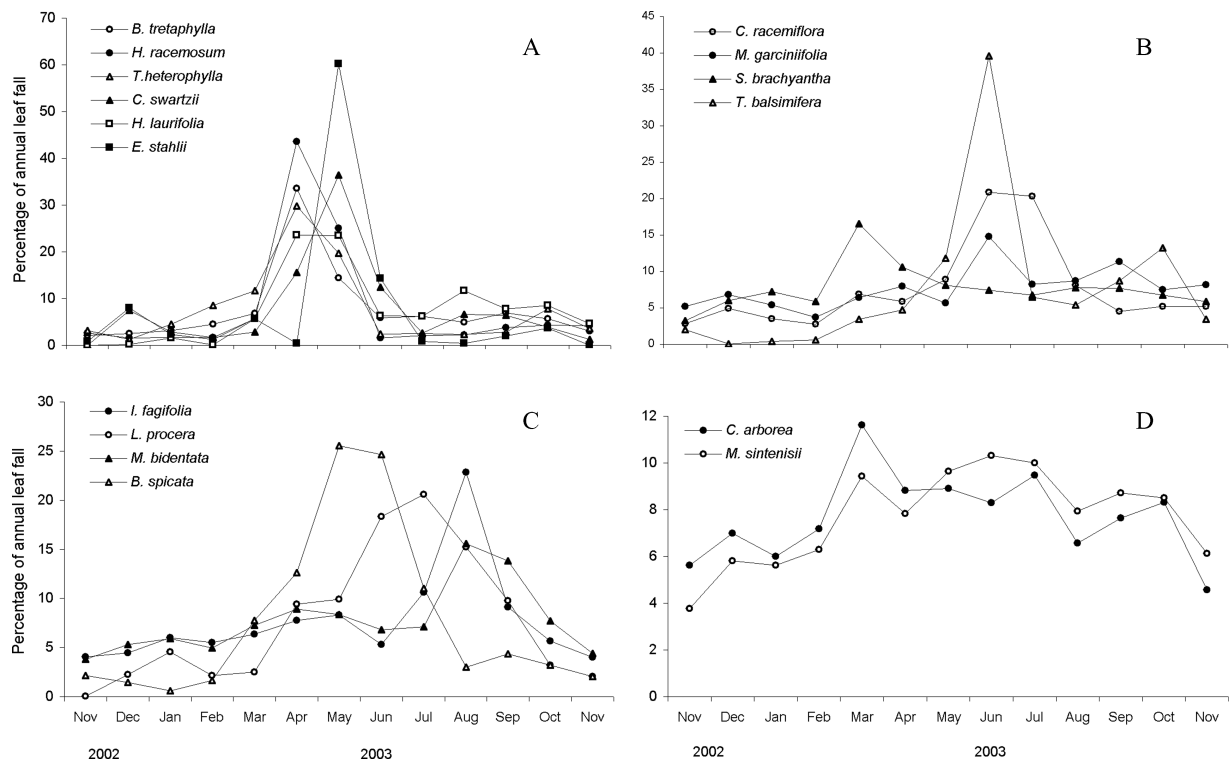 A
Percentage of annual leaf fall
70
60
50
40
30
20
10
0
B. tretaphylla
H. racemosum
T.heterophylla
C. swartzii
H. laurifolia
E. stahlii
B
45
40
35
30
25
20
15
10
5
0
C. racemiflora
M. garciniifolia
S. brachyantha
T. balsimifera
C
Percentage of annual leaf fall
30
25
20
15
10
5
0
I. fagifolia
L. procera
M. bidentata
B. spicata
Nov Dec Jan Feb Mar Apr May Jun Jul Aug Sep Oct Nov
2002 2003
D
12
10
8
6
4
2
0
C. arborea
M. sintenisii
Nov Dec Jan Feb Mar Apr May Jun Jul Aug Sep Oct Nov
2002 2003